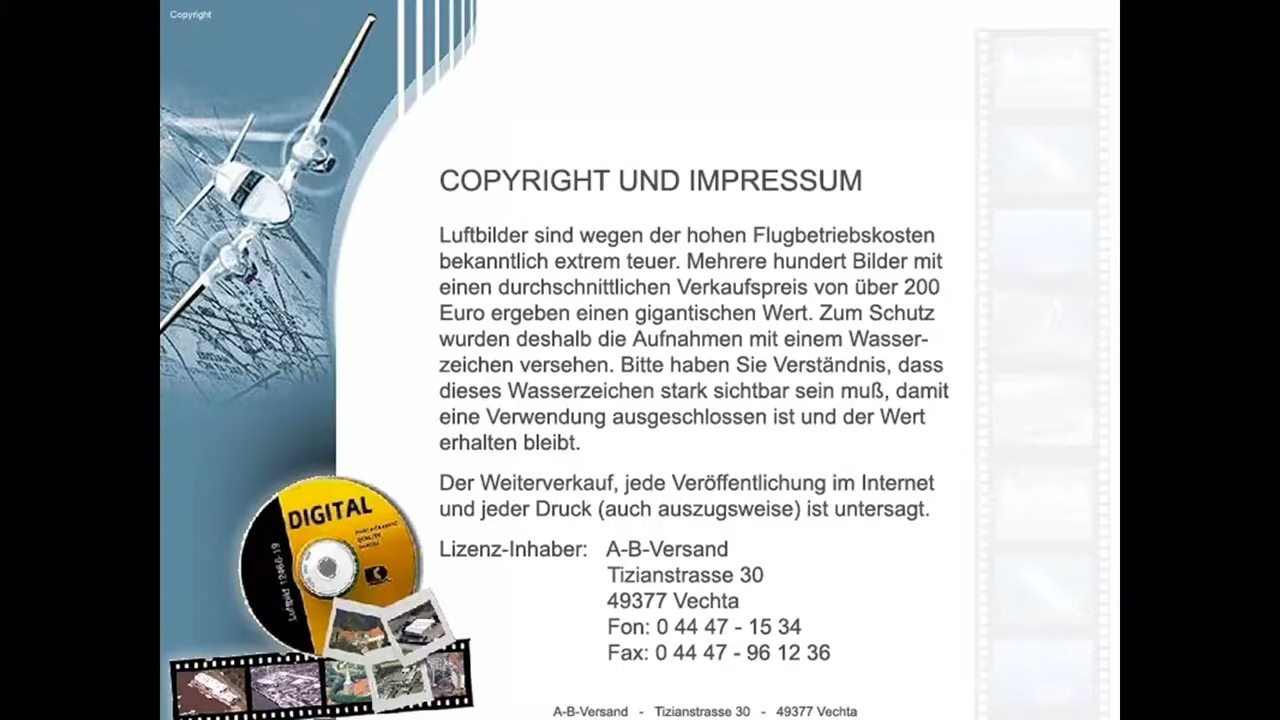 Copyright
COPYRIGHT UND IMPRESSUM
Luftbilder sind wegen der hohen Flugbetriebskosten
bekanntlich extrem teuer. Mehrere hundert Bilder mit
einen durchschnittlichen Verkaufspreis von über 200
Euro ergeben einen gigantischen Wert. Zum Schutz
wurden deshalb die Aufnahmen mit einem Wasser-
zeichen versehen. Bitte haben Sie Verständnis, dass
dieses Wasserzeichen stark sichtbar sein muß, damit
eine Verwendung ausgeschlossen ist und der Wert
erhalten bleibt.
Der Weiterverkauf, jede Veröffentlichung im Internet
und jeder Druck (auch auszugsweise) ist untersagt.
Lizenz-Inhaber: A-B-Versand
Tizianstrasse 30
49377 Vechta
Fon: 0 44 47 - 15 34
Fax: 0 44 47 - 96 12 36
DIGITAL
A-B-Versand - Tizianstrasse 30 - 49377 Vechta